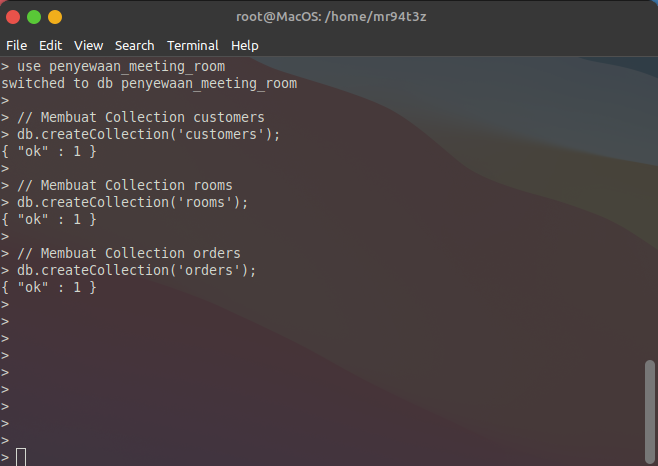 root@MacOS: /home/mr94t3z
File Edit View Search Terminal Help
> use penyewaan_meeting_room
switched to db penyewaan_meeting_room
>
> // Membuat Collection customers
> db.createCollection('customers');
{ "ok" : 1 }
>
> // Membuat Collection rooms
> db.createCollection('rooms');
{ "ok" : 1 }
>
> // Membuat Collection orders
> db.createCollection('orders');
{ "ok" : 1 }
>
>
>
>
>
>
>
>
>
>